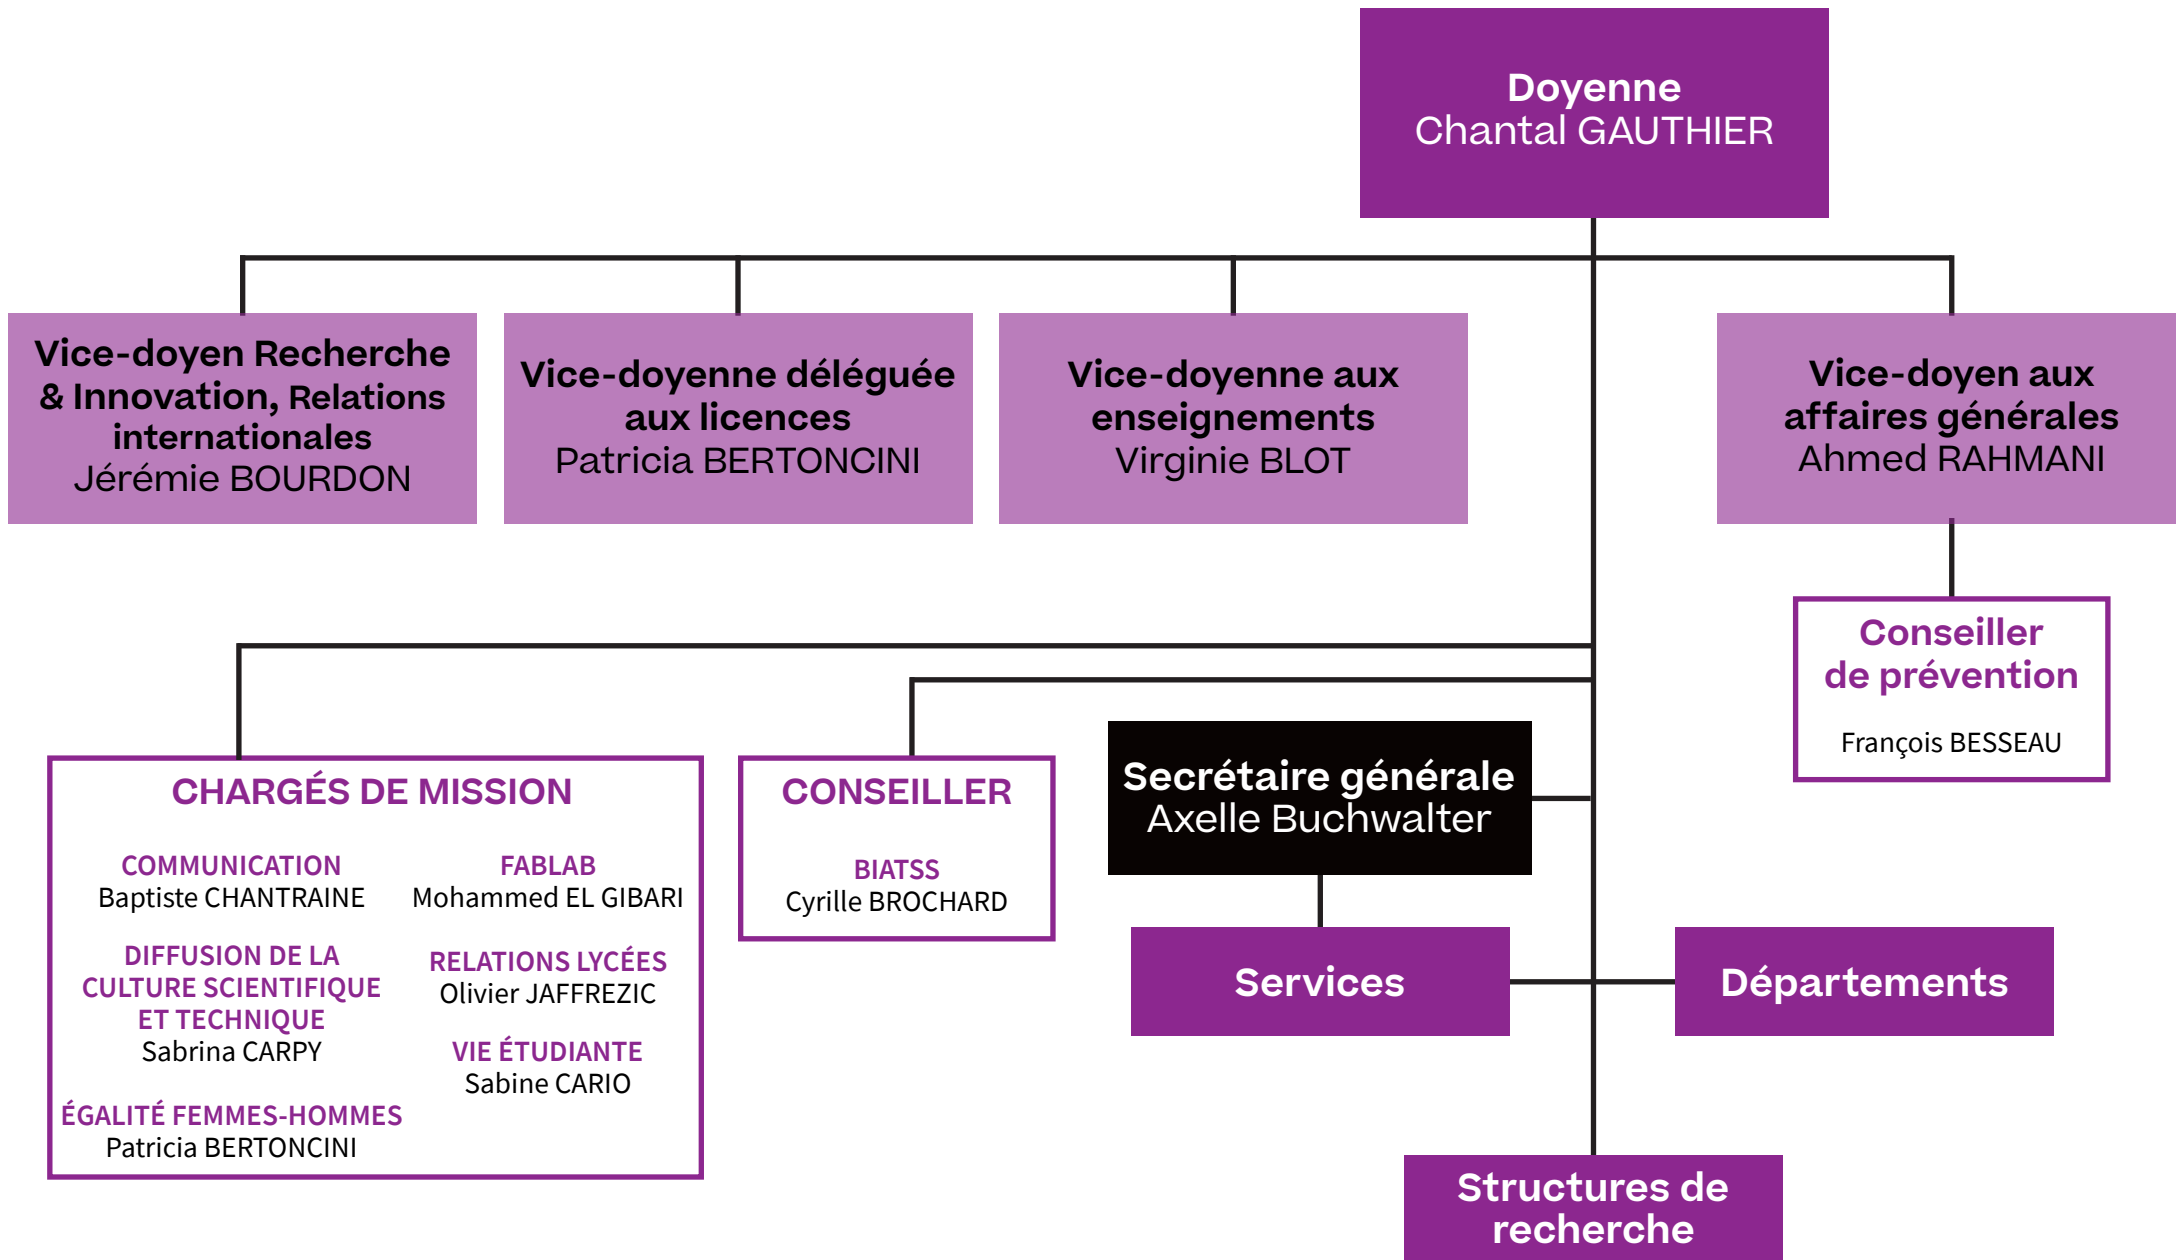 Doyenne
Chantal GAUTHIER
Vice-doyen Recherche
& Innovation, Relations
internationales
Jérémie BOURDON
Vice-doyenne déléguée
aux licences
Patricia BERTONCINI
Vice-doyenne aux
enseignements
Virginie BLOT
Vice-doyen aux
affaires générales
Ahmed RAHMANI
Conseiller
de prévention
François BESSEAU
CHARGÉS DE MISSION
COMMUNICATION
Baptiste CHANTRAINE
DIFFUSION DE LA
CULTURE SCIENTIFIQUE
ET TECHNIQUE
Sabrina CARPY
ÉGALITÉ FEMMES-HOMMES
Patricia BERTONCINI
FABLAB
Mohammed EL GIBARI
RELATIONS LYCÉES
Olivier JAFFREZIC
VIE ÉTUDIANTE
Sabine CARIO
CONSEILLER
BIATSS
Cyrille BROCHARD
Secrétaire générale
Axelle Buchwalter
Services
Départements
Structures de
recherche